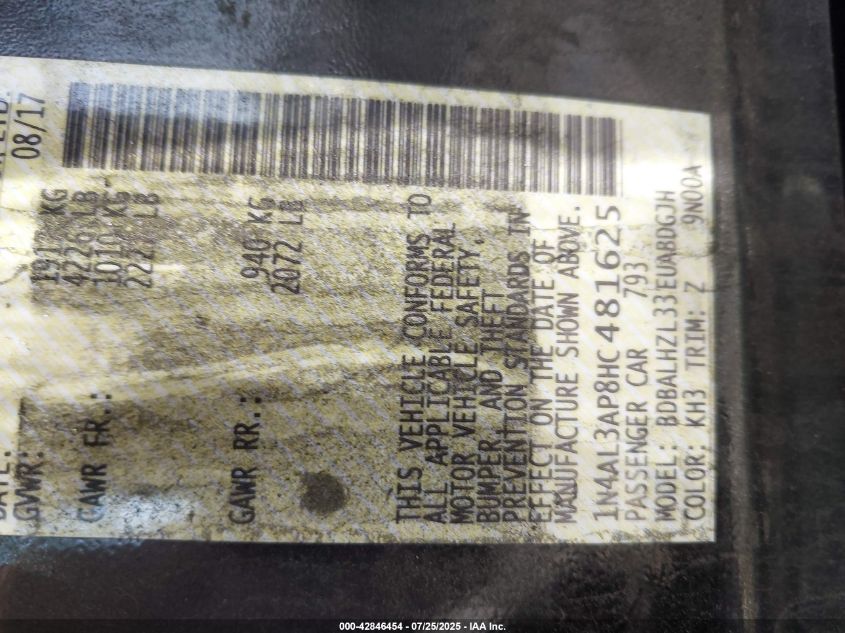 DATE: 08/17
GVWR: 191 KG
4226 LB
GAWR FR.: 1010 KG
2227 LB
GAWR RR.: 940 KG
2072 LB
THIS VEHICLE CONFORMS TO
ALL APPLICABLE FEDERAL
MOTOR VEHICLE SAFETY,
BUMPER, AND THEFT
PREVENTION STANDARDS IN
EFFECT ON THE DATE OF
MANUFACTURE SHOWN ABOVE.
1N4AL3AP8HC481625
PASSENGER CAR 793
MODEL: BDBALHZL33EUA8DGJH
COLOR: KH3 TRIM: Z 9N00A
000-42846454 - 07/25/2025 - IAA Inc.